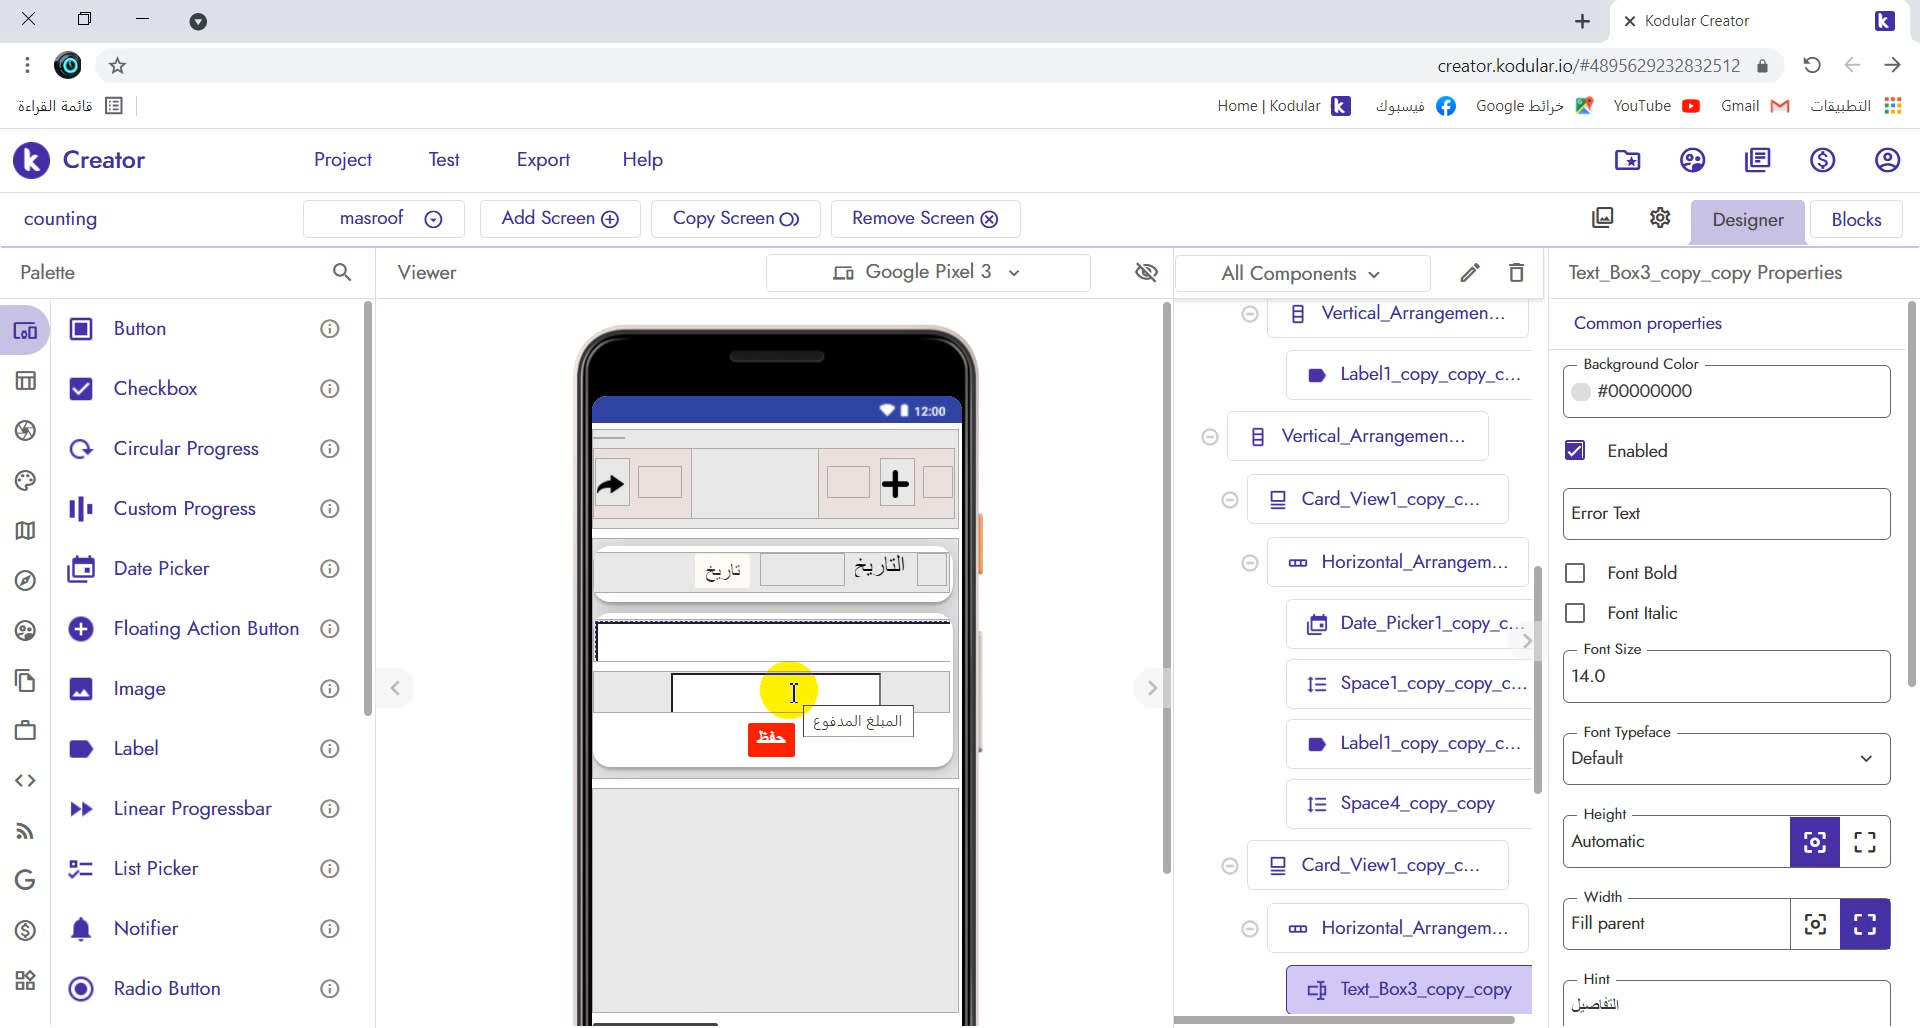 Kodular Creator
creator.kodular.io/#4895629232832512
قائمة القراءة
Home | Kodular
فيسبوك
خرائط Google
YouTube
Gmail
التطبيقات
Creator
Project
Test
Export
Help
counting
masroof
Add Screen
Copy Screen
Remove Screen
Designer
Blocks
Palette
Viewer
Google Pixel 3
All Components
Text_Box3_copy_copy Properties
Button
Checkbox
Circular Progress
Custom Progress
Date Picker
Floating Action Button
Image
Label
Linear Progressbar
List Picker
Notifier
Radio Button
12:00
التاريخ
تاريخ
المبلغ المدفوع
حفظ
Vertical_Arrangemen...
Label1_copy_copy_c...
Vertical_Arrangemen...
Card_View1_copy_c...
Horizontal_Arrangem...
Date_Picker1_copy_c...
Space1_copy_copy_c...
Label1_copy_copy_c...
Space4_copy_copy
Card_View1_copy_c...
Horizontal_Arrangem...
Text_Box3_copy_copy
Common properties
Background Color
#00000000
Enabled
Error Text
Font Bold
Font Italic
Font Size
14.0
Font Typeface
Default
Height
Automatic
Width
Fill parent
Hint
التفاصيل